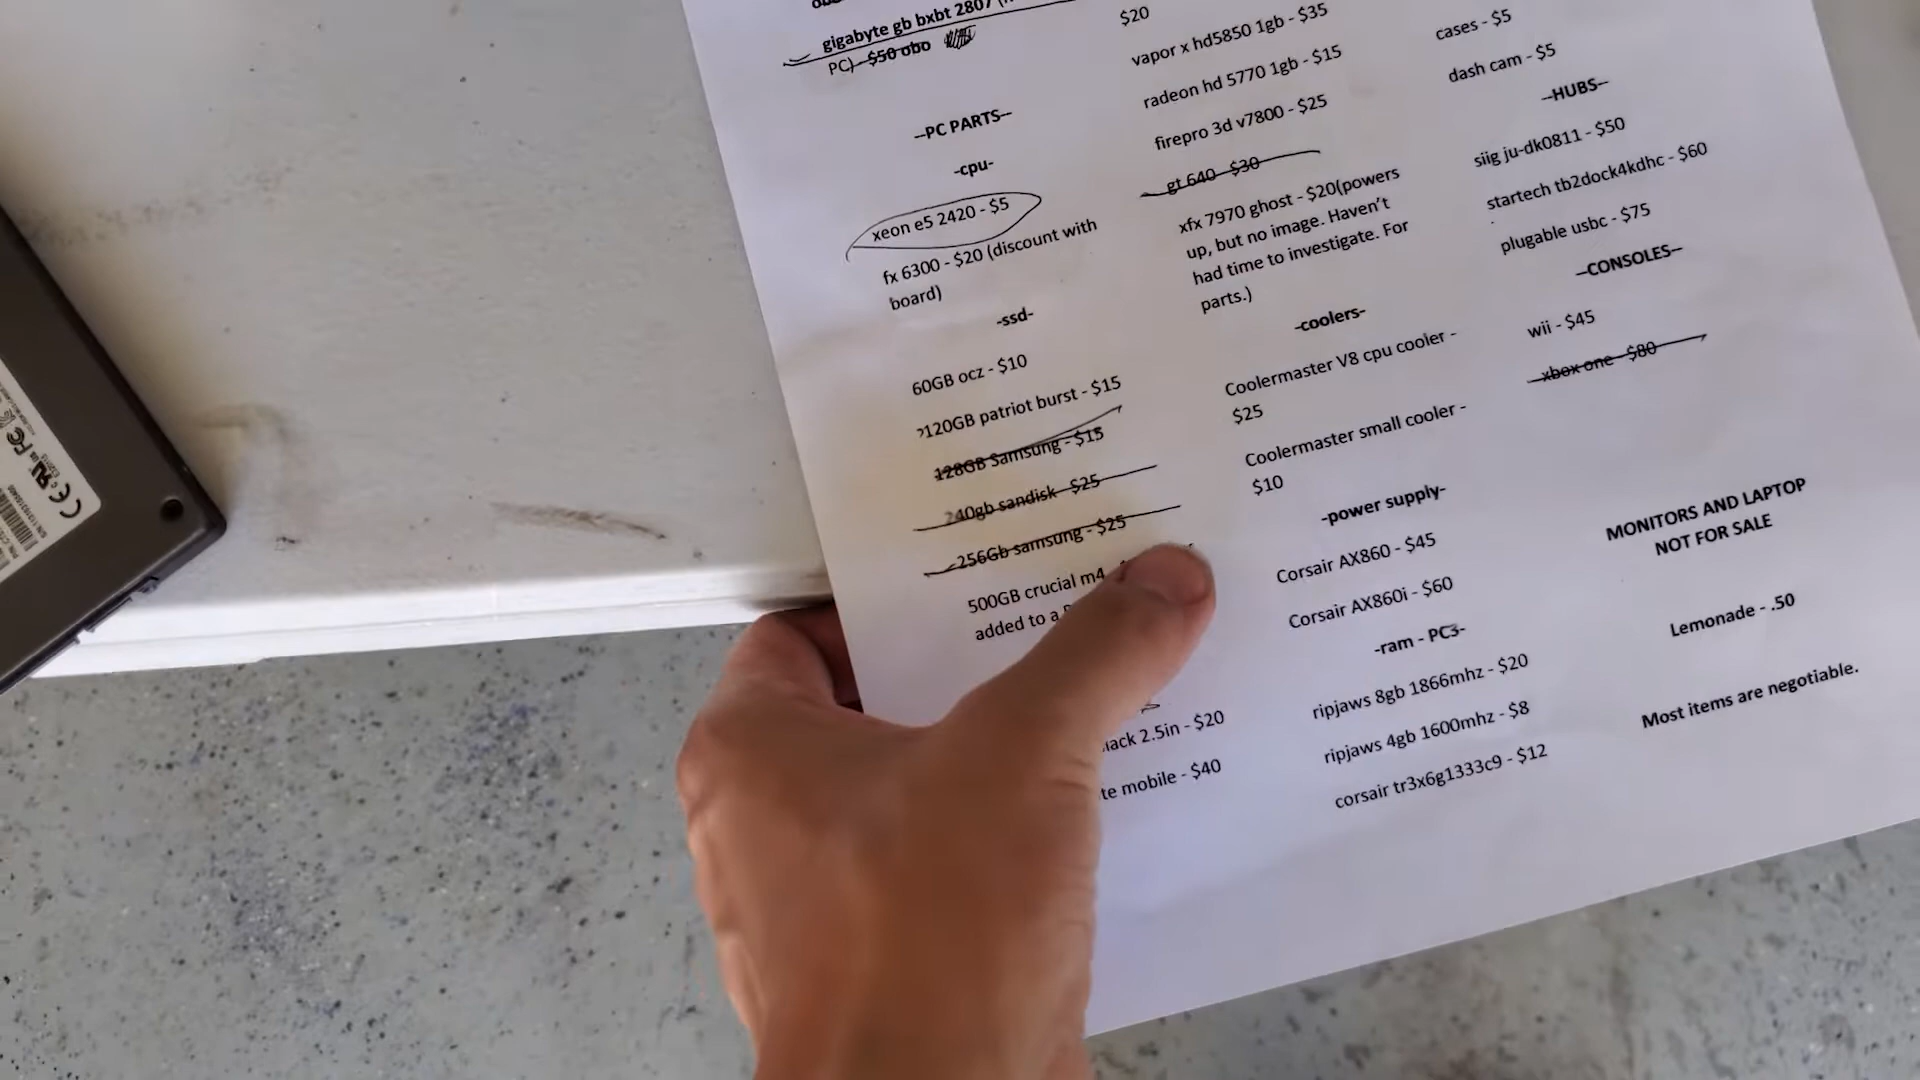 gigabyte gb bxbt 2807
PC) $50 obo
--PC PARTS--
-cpu-
xeon e5 2420 - $5
fx 6300 - $20 (discount with
board)
-ssd-
60GB ocz - $10
120GB patriot burst - $15
128GB Samsung - $15
240gb sandisk - $25
256Gb samsung - $25
500GB crucial m4
added to a
2.5in - $20
mobile - $40
$20
vapor x hd5850 1gb - $35
radeon hd 5770 1gb - $15
firepro 3d v7800 - $25
gt 640 - $30
xfx 7970 ghost - $20(powers
up, but no image. Haven't
had time to investigate. For
parts.)
-coolers-
Coolermaster V8 cpu cooler -
$25
Coolermaster small cooler -
$10
-power supply-
Corsair AX860 - $45
Corsair AX860i - $60
-ram - PC3-
ripjaws 8gb 1866mhz - $20
ripjaws 4gb 1600mhz - $8
corsair tr3x6g1333c9 - $12
cases - $5
dash cam - $5
--HUBS--
siig ju-dk0811 - $50
startech tb2dock4kdhc - $60
plugable usbc - $75
--CONSOLES--
wii - $45
xbox one - $80
MONITORS AND LAPTOP
NOT FOR SALE
Lemonade - .50
Most items are negotiable.